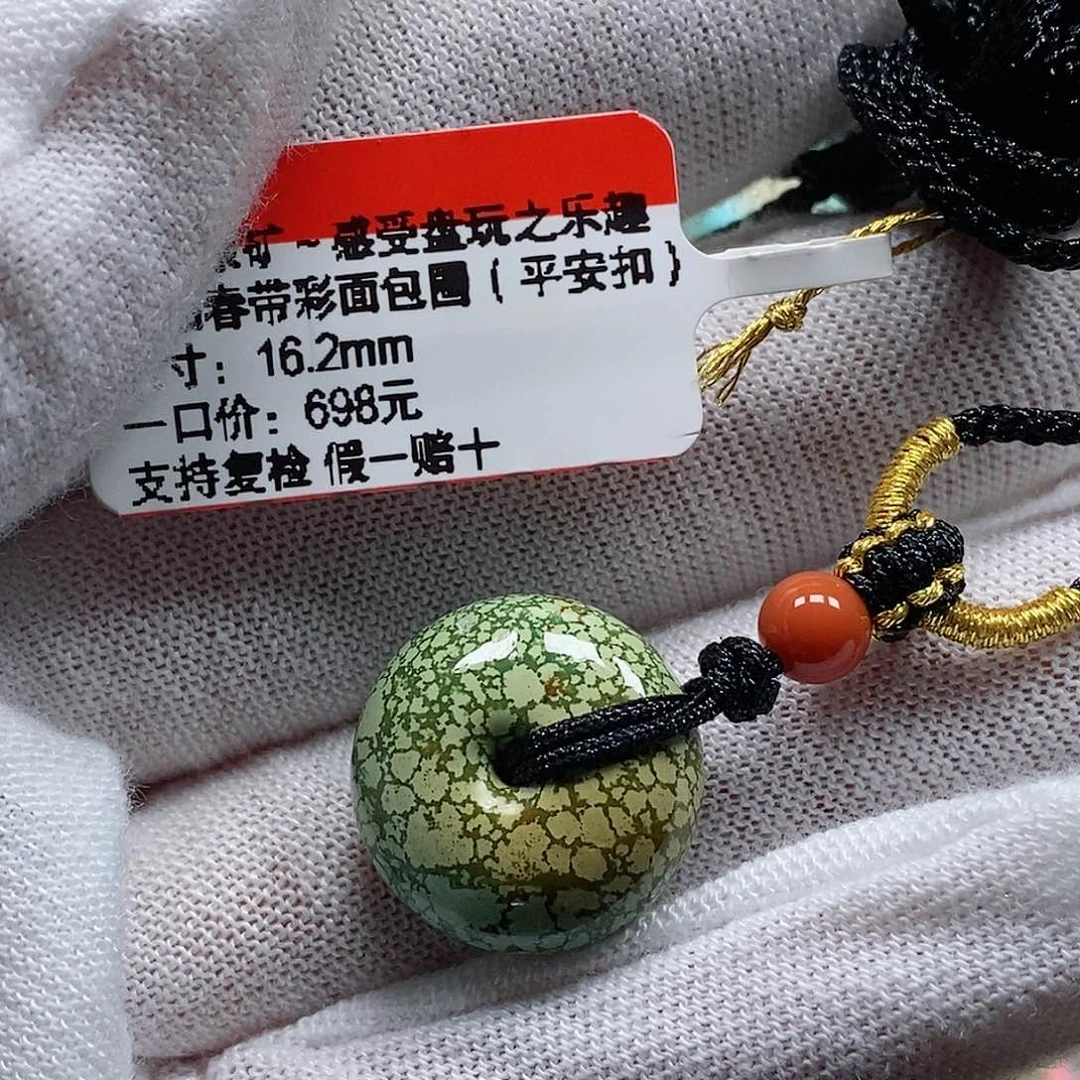 矿~感受盘玩之乐趣
春带彩面包圈(平安扣)
寸：16.2mm
一口价：698元
支持复检 假一赔十